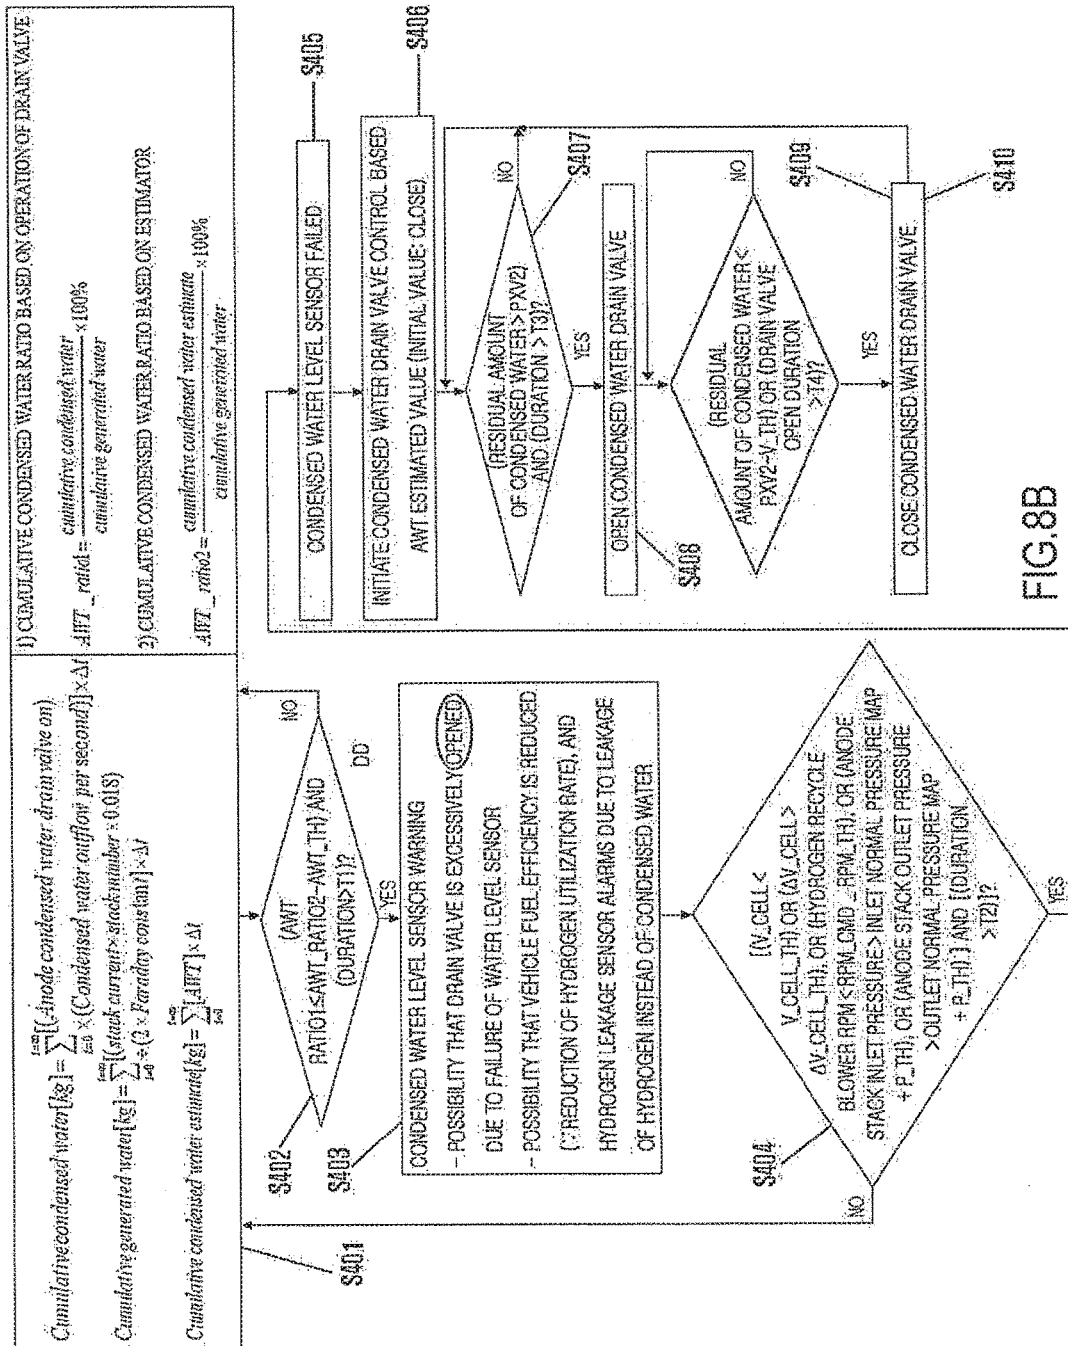 Cumulative condensed water[kg]= ∑[(Anode condensed water drain valve on)
×(Condensed water outflow per second)]×Δt
Cumulative generated water[kg]= ∑[(stack current×stack number×0.018)
÷(2×Faraday constant]×Δt
Cumulative condensed water estimate[kg]= ∑[AWT]×Δt
1) CUMULATIVE CONDENSED WATER RATIO BASED ON OPERATION OF DRAIN VALVE
AWT_ratio1= cumulative condensed water
cumulative generated water
×100%
2) CUMULATIVE CONDENSED WATER RATIO BASED ON ESTIMATOR
AWT_ratio2= cumulative condensed water estimate
cumulative generated water
×100%
S401
(AWT
RATIO1≤AWT_RATIO2-AWT_TH) AND
(DURATION>T1)?
NO
YES
DD
S402
S403
CONDENSED WATER LEVEL SENSOR WARNING
- POSSIBILITY THAT DRAIN VALVE IS EXCESSIVELY OPENED
DUE TO FAILURE OF WATER LEVEL SENSOR
- POSSIBILITY THAT VEHICLE FUEL EFFICIENCY IS REDUCED
(∵REDUCTION OF HYDROGEN UTILIZATION RATE), AND
HYDROGEN LEAKAGE SENSOR ALARMS DUE TO LEAKAGE
OF HYDROGEN INSTEAD OF CONDENSED WATER
S404
[(V_CELL<
V_CELL_TH) OR (ΔV_CELL>
ΔV_CELL_TH), OR (HYDROGEN RECYCLE
BLOWER RPM<RPM_CMD_-RPM_TH), OR (ANODE
STACK INLET PRESSURE> INLET NORMAL PRESSURE MAP
+ P_TH), OR (ANODE STACK OUTLET PRESSURE
>OUTLET NORMAL PRESSURE MAP
+ P_TH)] AND [(DURATION
>T2)]?
NO
YES
CONDENSED WATER LEVEL SENSOR FAILED
S405
INITIATE CONDENSED WATER DRAIN VALVE CONTROL BASED
AWT ESTIMATED VALUE (INITIAL VALUE: CLOSE)
S406
(RESIDUAL AMOUNT
OF CONDENSED WATER>PXV2)
AND (DURATION >T3)?
NO
S407
YES
OPEN CONDENSED WATER DRAIN VALVE
S408
(RESIDUAL
AMOUNT OF CONDENSED WATER<
PXV2-V_TH) OR (DRAIN VALVE
OPEN DURATION
>T4)?
NO
S409
YES
CLOSE CONDENSED WATER DRAIN VALVE
S410
FIG.8B